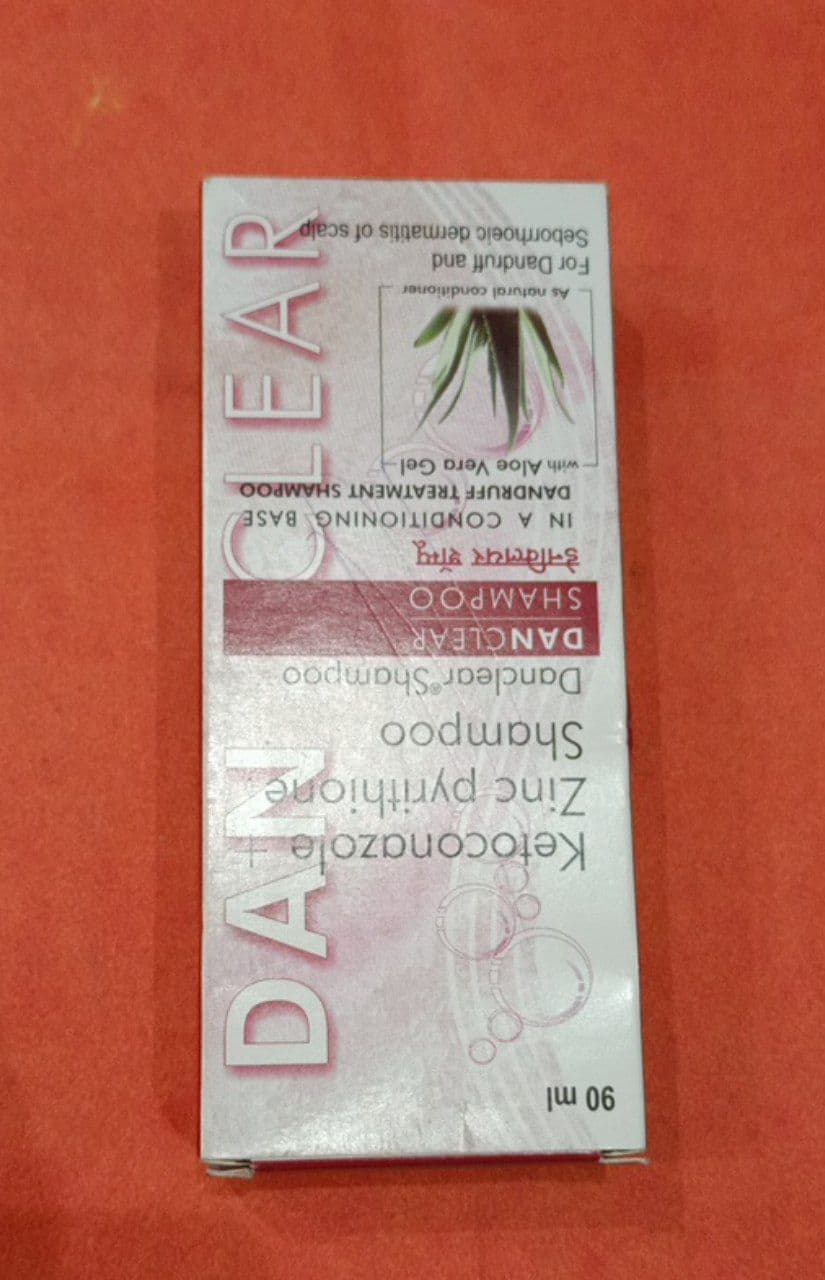 90 ml
Ketoconazole +
Zinc pyrithione
Shampoo
Danclear® Shampoo
DANCLEAR®
SHAMPOO
डेनक्लियर शॅम्पू
IN A CONDITIONING BASE
DANDRUFF TREATMENT SHAMPOO
with Aloe Vera Gel
As natural conditioner
For Dandruff and
Seborrhoeic dermatitis of scalp
DAN CLEAR